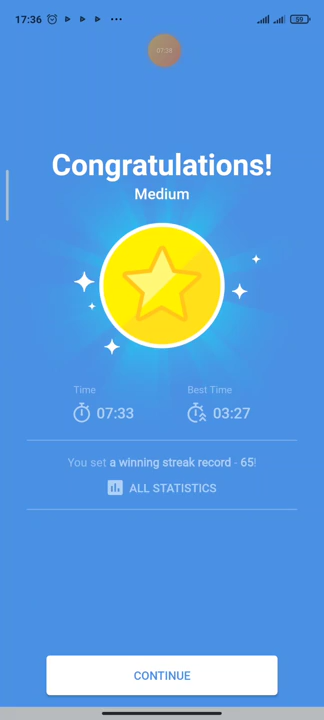 17:36
59
07:38
Congratulations!
Medium
Time
Best Time
07:33
03:27
You set a winning streak record - 65!
ALL STATISTICS
CONTINUE